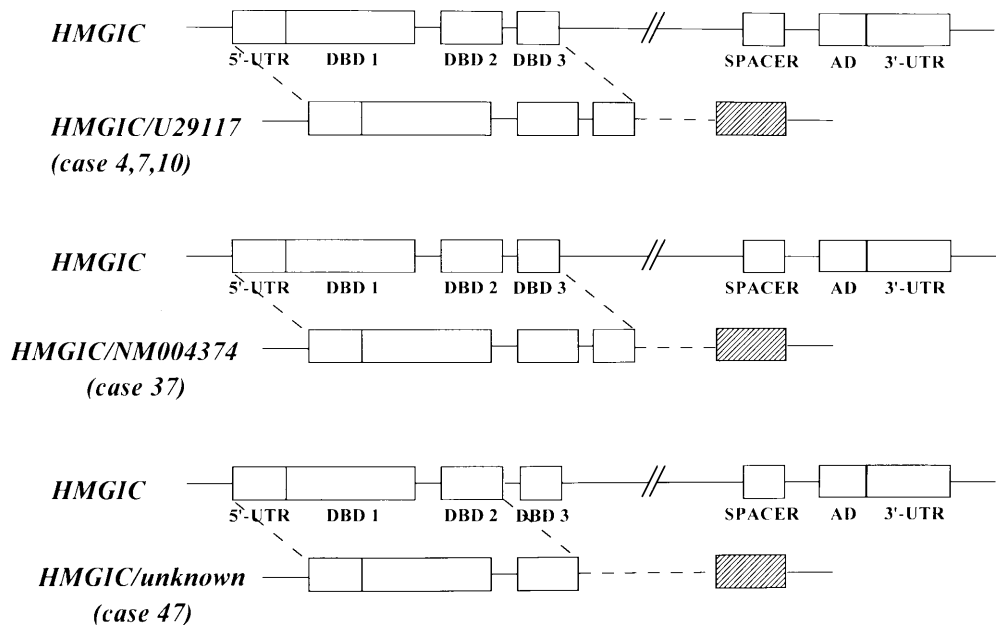 HMGIC
5'-UTR DBD 1 DBD 2 DBD 3 SPACER AD 3'-UTR
HMGIC/U29117
(case 4,7,10)
HMGIC
5'-UTR DBD 1 DBD 2 DBD 3 SPACER AD 3'-UTR
HMGIC/NM004374
(case 37)
HMGIC
5'-UTR DBD 1 DBD 2 DBD 3 SPACER AD 3'-UTR
HMGIC/unknown
(case 47)